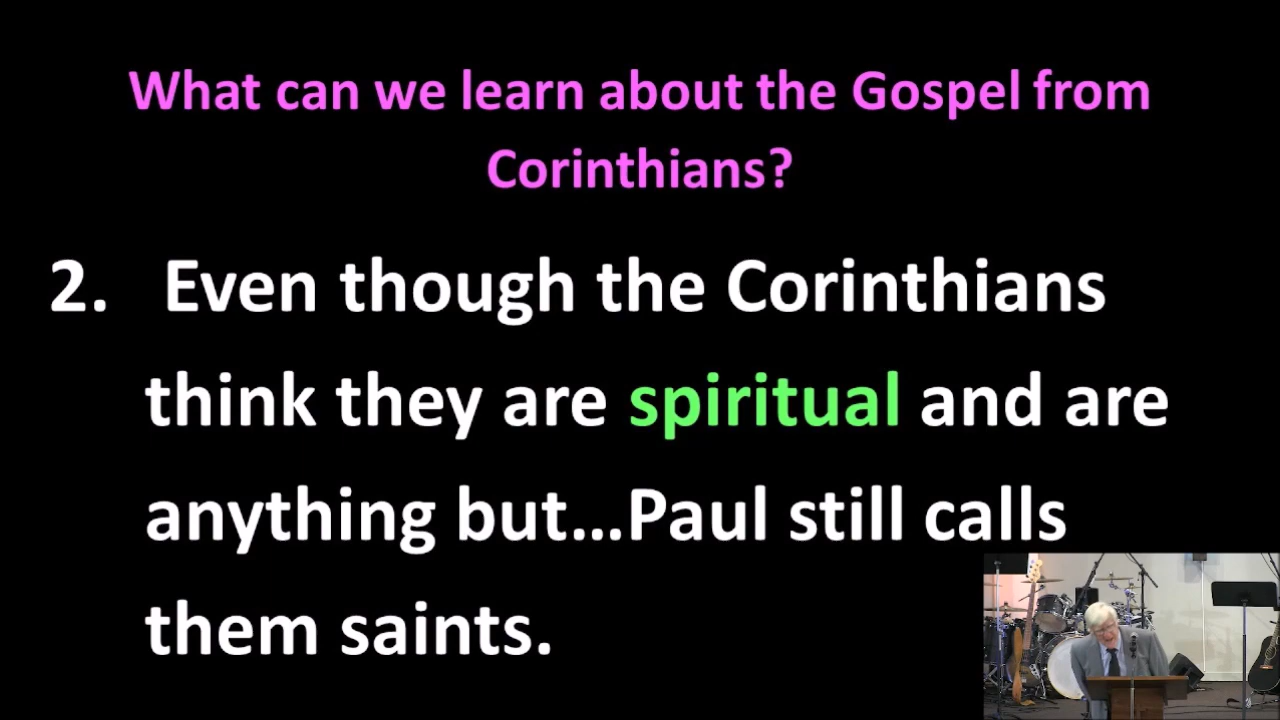 What can we learn about the Gospel from
Corinthians?
2. Even though the Corinthians
think they are spiritual and are
anything but...Paul still calls
them saints.